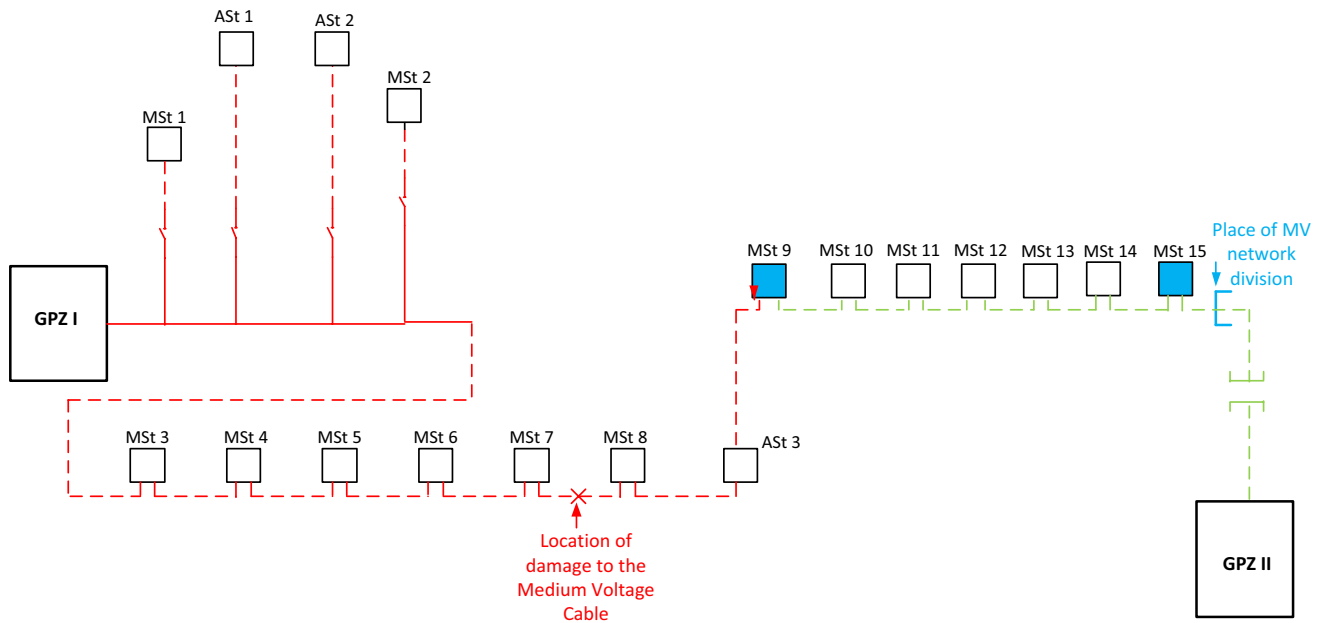 ASt 1
ASt 2
MSt 2
MSt 1
GPZ I
MSt 9
MSt 10
MSt 11
MSt 12
MSt 13
MSt 14
MSt 15
Place of MV
network
division
MSt 3
MSt 4
MSt 5
MSt 6
MSt 7
MSt 8
ASt 3
Location of
damage to the
Medium Voltage
Cable
GPZ II